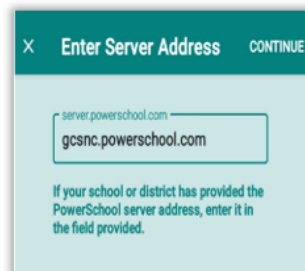 X Enter Server Address CONTINUE
server.powerschool.com
gcsnc.powerschool.com
If your school or district has provided the
PowerSchool server address, enter it in
the field provided.